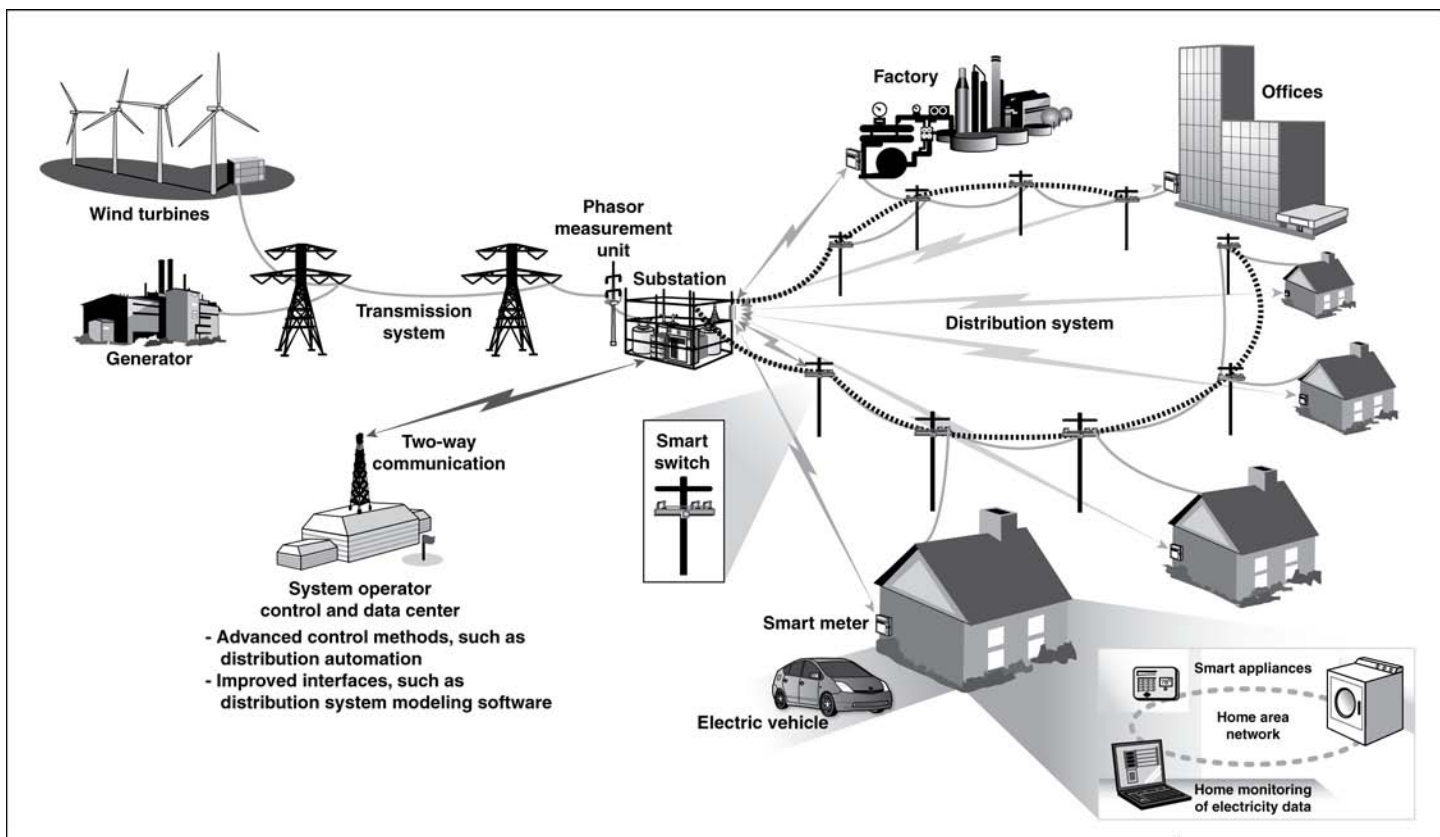 Factory
Offices
Wind turbines
Phasor
measurement
unit
Substation
Transmission
system
Generator
Distribution system
Two-way
communication
Smart
switch
System operator
control and data center
- Advanced control methods, such as
distribution automation
- Improved interfaces, such as
distribution system modeling software
Smart meter
Electric vehicle
Smart appliances
Home area
network
Home monitoring
of electricity data